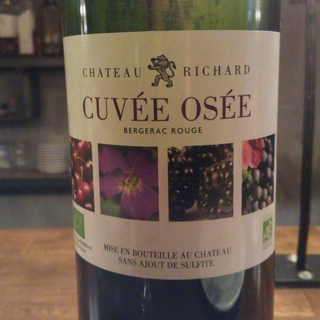 CHATEAU RICHARD
CUVÉE OSÉE
BERGERAC ROUGE
MISE EN BOUTEILLE AU CHATEAU
SANS AJOUT DE SULFITE